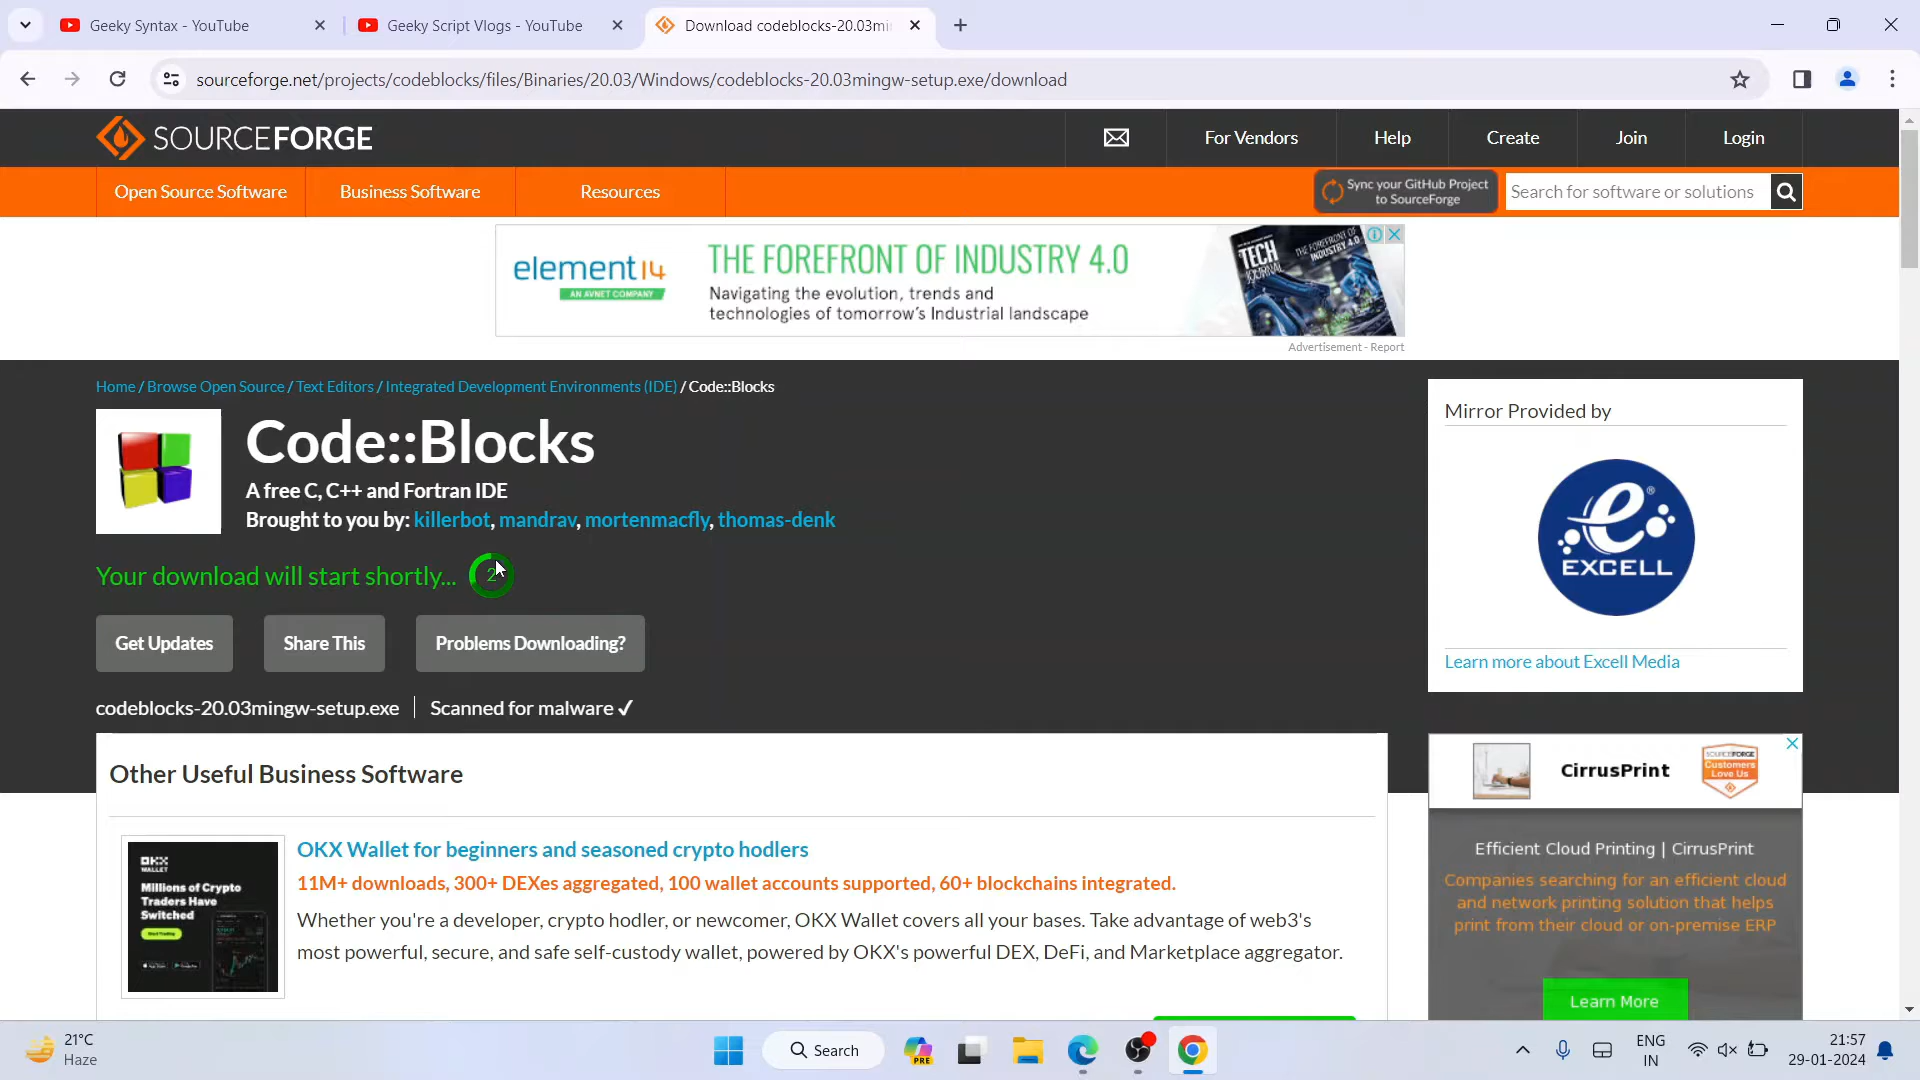 Geeky Syntax - YouTube
Geeky Script Vlogs - YouTube
Download codeblocks-20.03min
sourceforge.net/projects/codeblocks/files/Binaries/20.03/Windows/codeblocks-20.03mingw-setup.exe/download
SOURCEFORGE
For Vendors
Help
Create
Join
Login
Open Source Software
Business Software
Resources
Sync your GitHub Project
to SourceForge
Search for software or solutions
element14
AN AVNET COMPANY
THE FOREFRONT OF INDUSTRY 4.0
Navigating the evolution, trends and
technologies of tomorrow's Industrial landscape
TECH
JOURNAL
Advertisement - Report
Home / Browse Open Source / Text Editors / Integrated Development Environments (IDE) / Code::Blocks
Code::Blocks
A free C, C++ and Fortran IDE
Brought to you by: killerbot, mandrav, mortenmacfly, thomas-denk
Your download will start shortly... 2
Get Updates
Share This
Problems Downloading?
codeblocks-20.03mingw-setup.exe
Scanned for malware ✓
Mirror Provided by
e
EXCELL
Learn more about Excell Media
Other Useful Business Software
OKX
WALLET
Millions of Crypto
Traders Have
Switched
OKX Wallet for beginners and seasoned crypto hodlers
11M+ downloads, 300+ DEXes aggregated, 100 wallet accounts supported, 60+ blockchains integrated.
Whether you're a developer, crypto hodler, or newcomer, OKX Wallet covers all your bases. Take advantage of web3's
most powerful, secure, and safe self-custody wallet, powered by OKX's powerful DEX, DeFi, and Marketplace aggregator.
CirrusPrint
SOURCEFORGE
Customers
Love Us
Efficient Cloud Printing | CirrusPrint
Companies searching for an efficient cloud
and network printing solution that helps
print from their cloud or on-premise ERP
Learn More
21°C
Haze
Search
PRE
ENG
IN
21:57
29-01-2024